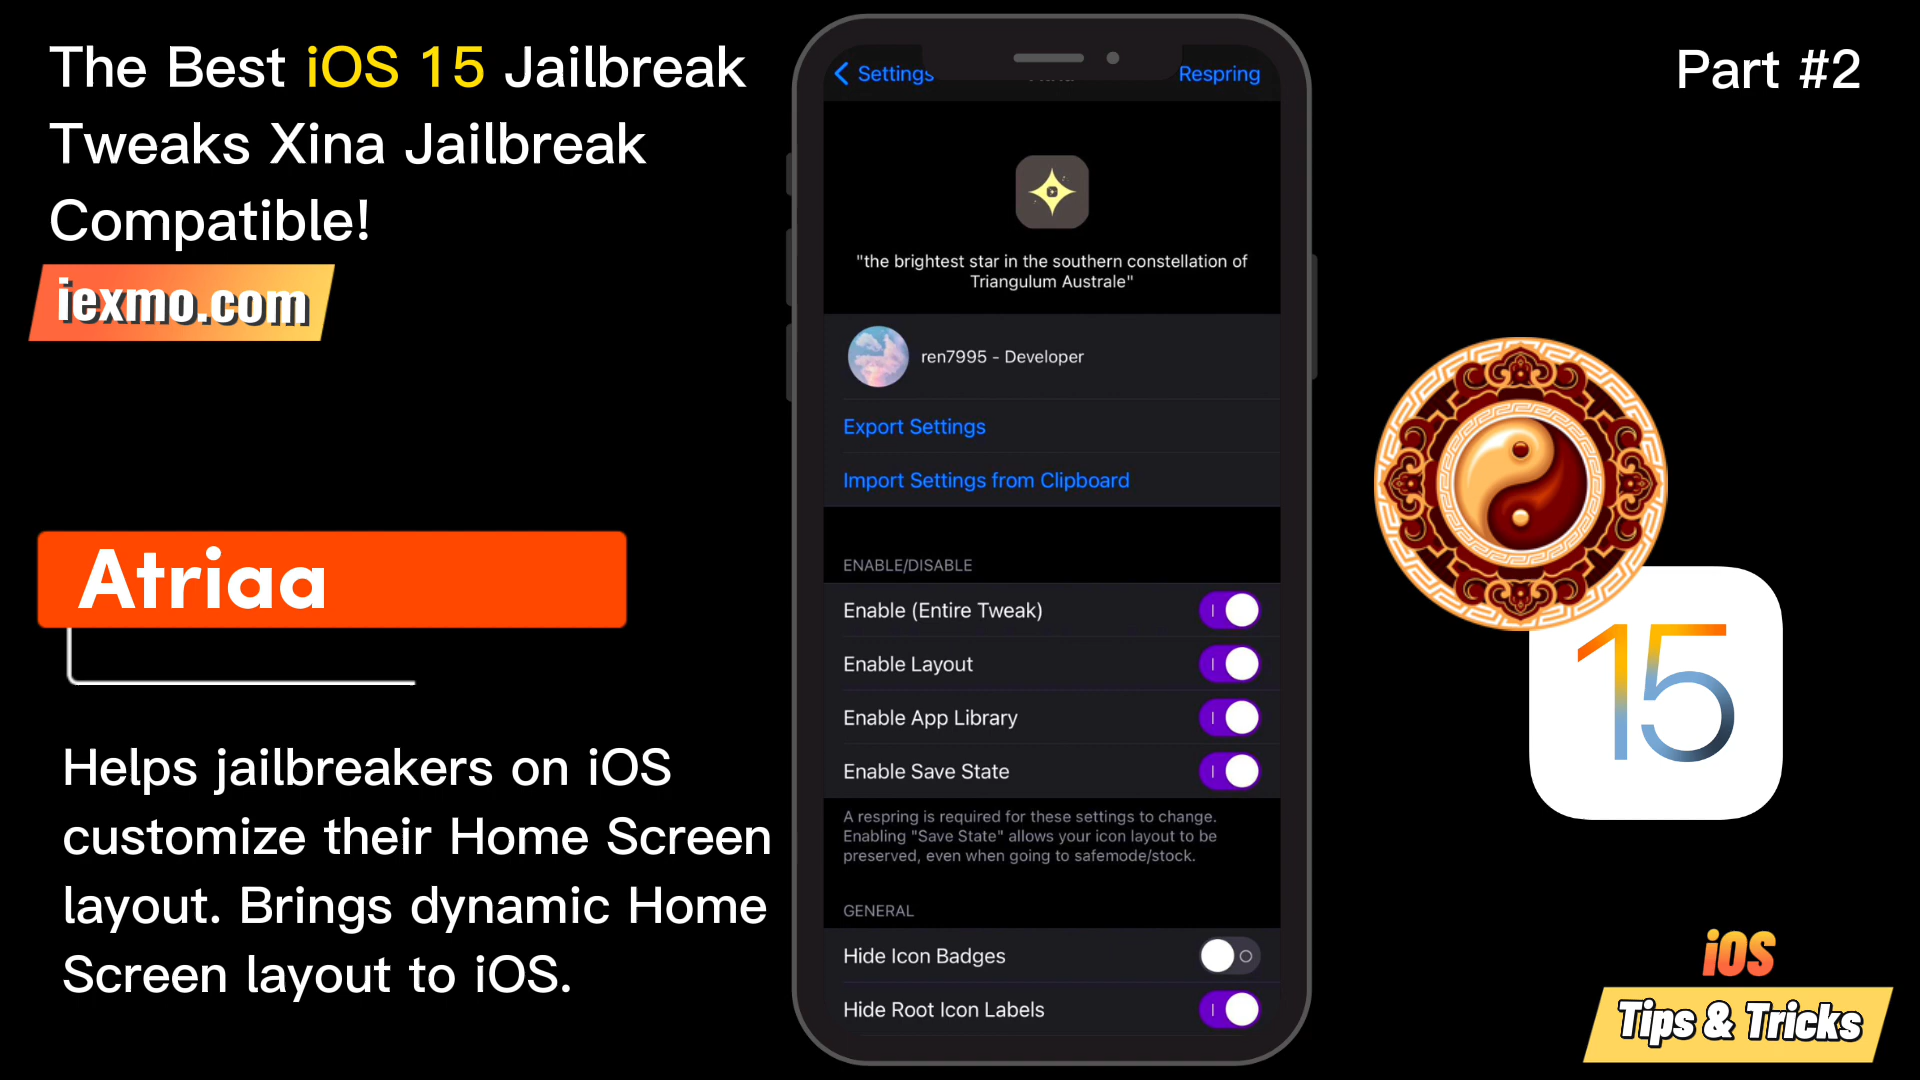 The Best iOS 15 Jailbreak
Tweaks Xina Jailbreak
Compatible!
iexmo.com
Part #2
Atriaa
Helps jailbreakers on iOS
customize their Home Screen
layout. Brings dynamic Home
Screen layout to iOS.
Settings
Respring
"the brightest star in the southern constellation of
Triangulum Australe"
ren7995 - Developer
Export Settings
Import Settings from Clipboard
ENABLE/DISABLE
Enable (Entire Tweak)
Enable Layout
Enable App Library
Enable Save State
A respring is required for these settings to change.
Enabling "Save State" allows your icon layout to be
preserved, even when going to safemode/stock.
GENERAL
Hide Icon Badges
Hide Root Icon Labels
15
iOS
Tips & Tricks